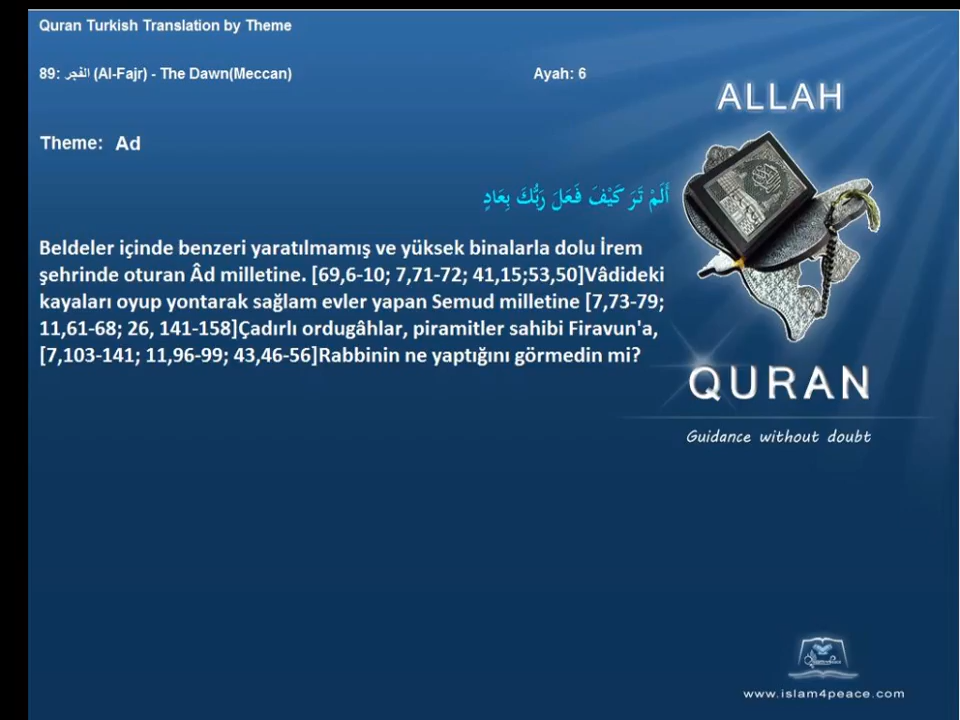 Quran Turkish Translation by Theme
89: الفجر (Al-Fajr) - The Dawn(Meccan)
Ayah: 6
ALLAH
Theme: Ad
أَلَمْ تَرَ كَيْفَ فَعَلَ رَبُّكَ بِعَادٍ
Beldeler içinde benzeri yaratılmamış ve yüksek binalarla dolu İrem
şehrinde oturan Âd milletine. [69,6-10; 7,71-72; 41,15;53,50]Vâdideki
kayaları oyup yontarak sağlam evler yapan Semud milletine [7,73-79;
11,61-68; 26, 141-158]Çadırlı ordugâhlar, piramitler sahibi Firavun'a,
[7,103-141; 11,96-99; 43,46-56]Rabbinin ne yaptığını görmedin mi?
QURAN
Guidance without doubt
www.islam4peace.com